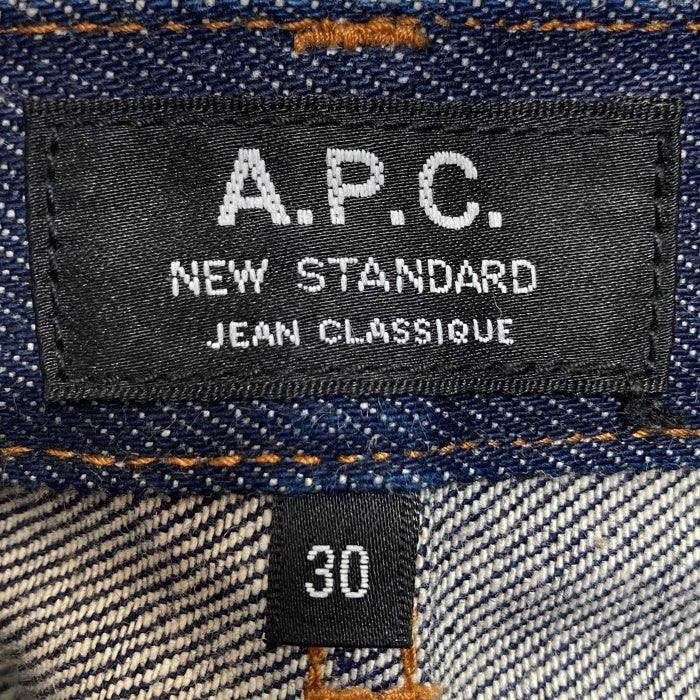 A.P.C.
NEW STANDARD
JEAN CLASSIQUE
30